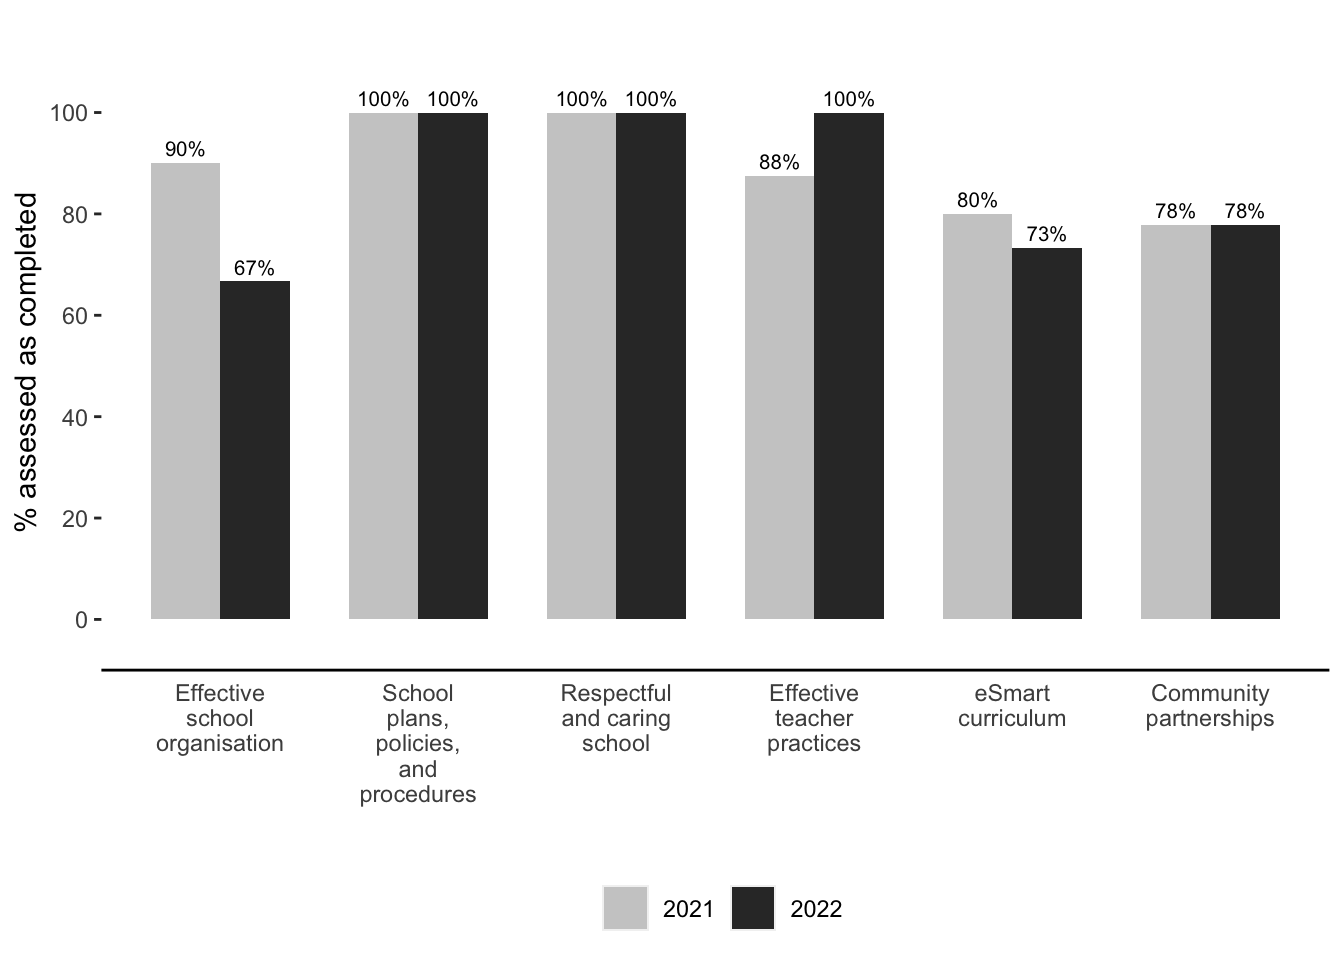 100% 100%
100% 100%
100%
100
90%
88%
80%
80
78% 78%
73%
67%
60
40
20
0
% assessed as completed
Effective
school
organisation
School
plans,
policies,
and
procedures
Respectful
and caring
school
Effective
teacher
practices
eSmart
curriculum
Community
partnerships
2021 2022